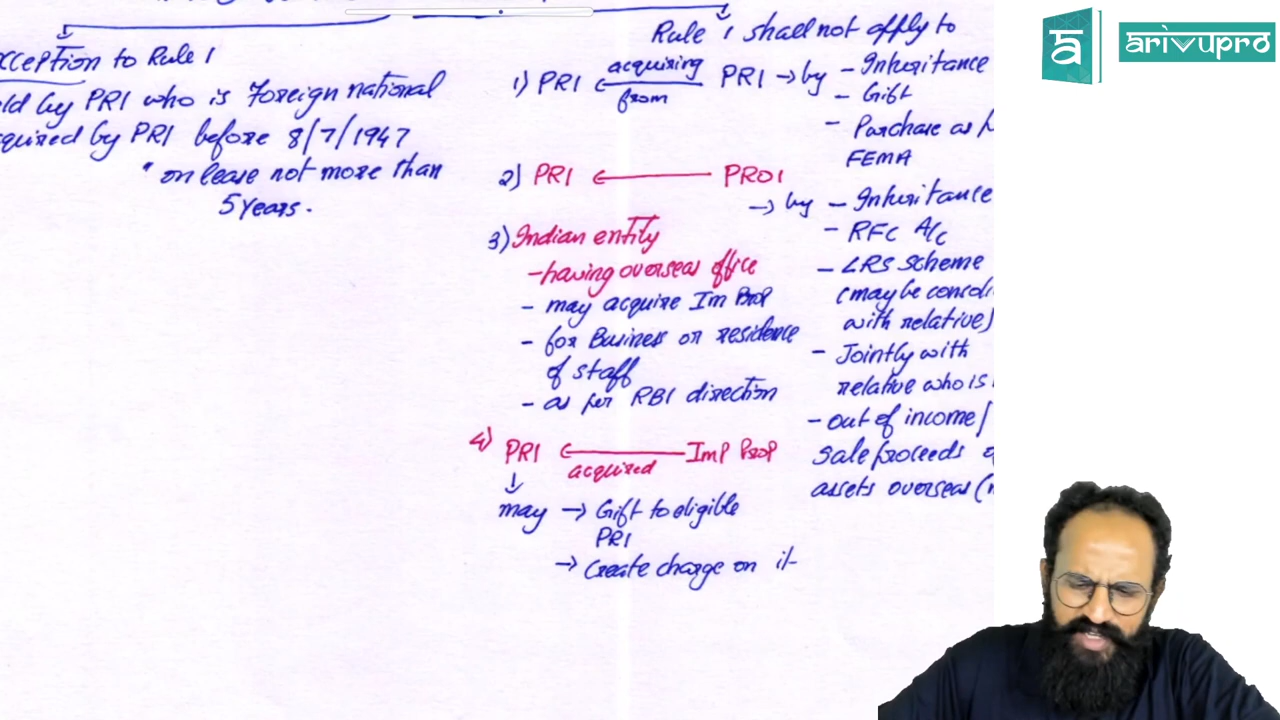 ception to Rule 1
ld by PRI who is Foreign national
quired by PRI before 8/7/1947
" on lease not more than
5 Years.
Rule 1 shall not apply to
1) PRI acquiring from PRI → by - Inheritance
- Gift
- Purchase as
FEMA
2) PRI ← PROI
→ by - Inheritance
- RFC A/c
- LRS scheme
(may be consoli
with relative)
- Jointly with
relative who is
- out of income/
sale proceeds
assets overseas
3) Indian entity
- having overseas office
- may acquire Im Prop
- for Business or residence
of staff
- as per RBI direction
4) PRI ← acquired Imp Prop
↓
may → Gift to eligible
PRI
→ Create charge on it
arivupro